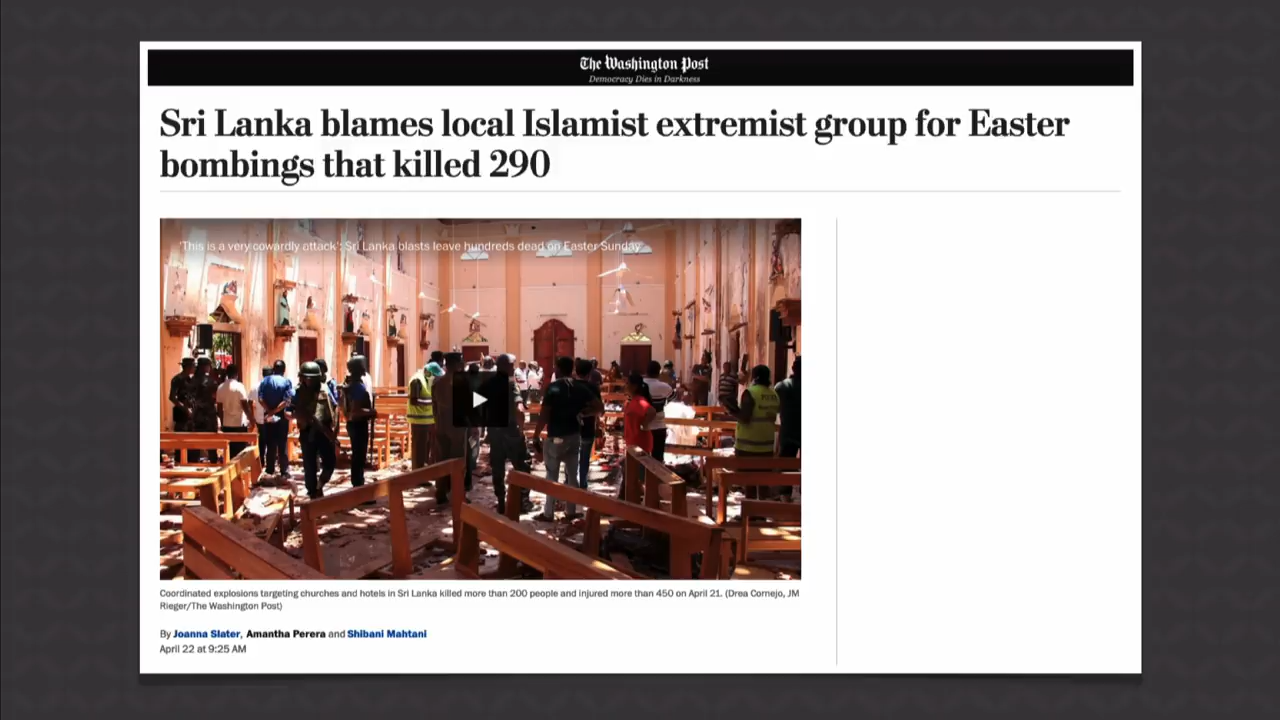 The Washington Post
Democracy Dies in Darkness
Sri Lanka blames local Islamist extremist group for Easter
bombings that killed 290
'This is a very cowardly attack': Sri Lanka blasts leave hundreds dead on Easter Sunday
Coordinated explosions targeting churches and hotels in Sri Lanka killed more than 200 people and injured more than 450 on April 21. (Drea Cornejo, JM
Rieger/The Washington Post)
By Joanna Slater, Amantha Perera and Shibani Mahtani
April 22 at 9:25 AM